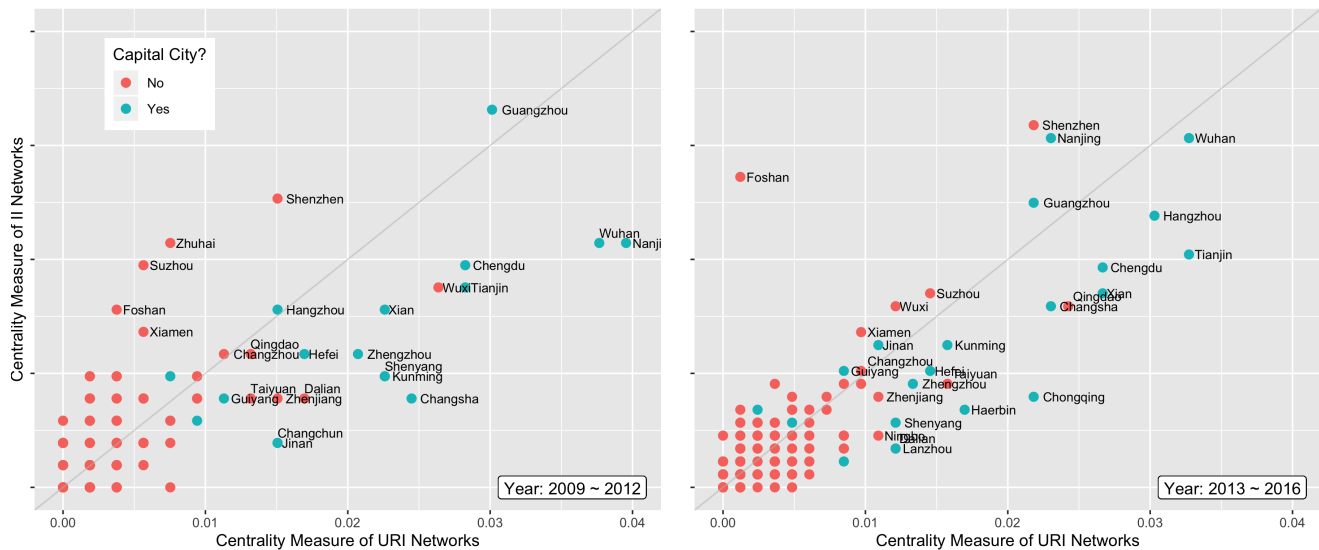 Capital City?
No
Yes
Guangzhou
Shenzhen
Zhuhai
Suzhou
Foshan
Xiamen
Wuhan
Nanji
Chengdu
Wuxi
Tianjin
Hangzhou
Xian
Qingdao
Changzhou
Hefei
Zhengzhou
Shenyang
Kunming
Taiyuan
Dalian
Guiyang
Zhenjiang
Changsha
Changchun
Jinan
Year: 2009 ~ 2012
0.00
0.01
0.02
0.03
0.04
Centrality Measure of URI Networks
Centrality Measure of II Networks
Shenzhen
Nanjing
Wuhan
Foshan
Guangzhou
Hangzhou
Tianjin
Chengdu
Suzhou
Xian
Qingdao
Wuxi
Changsha
Xiamen
Jinan
Kunming
Changzhou
Guiyang
Hefei
Taiyuan
Zhengzhou
Zhenjiang
Chongqing
Haerbin
Shenyang
Ningbo
Dalian
Lanzhou
Year: 2013 ~ 2016
0.00
0.01
0.02
0.03
0.04
Centrality Measure of URI Networks